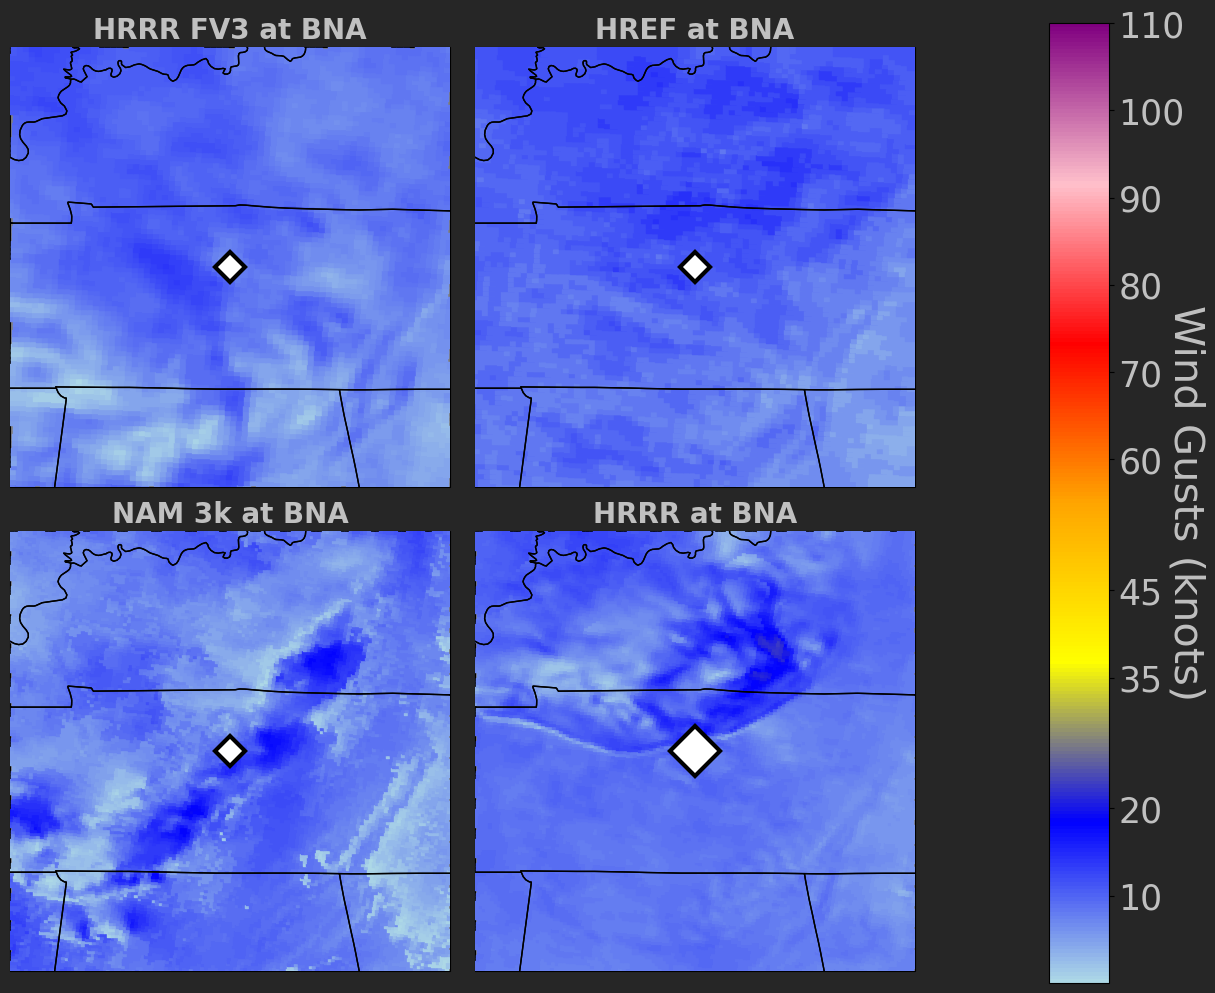 HRRR FV3 at BNA
HREF at BNA
NAM 3k at BNA
HRRR at BNA
110
100
90
80
70
60
45
35
20
10
Wind Gusts (knots)